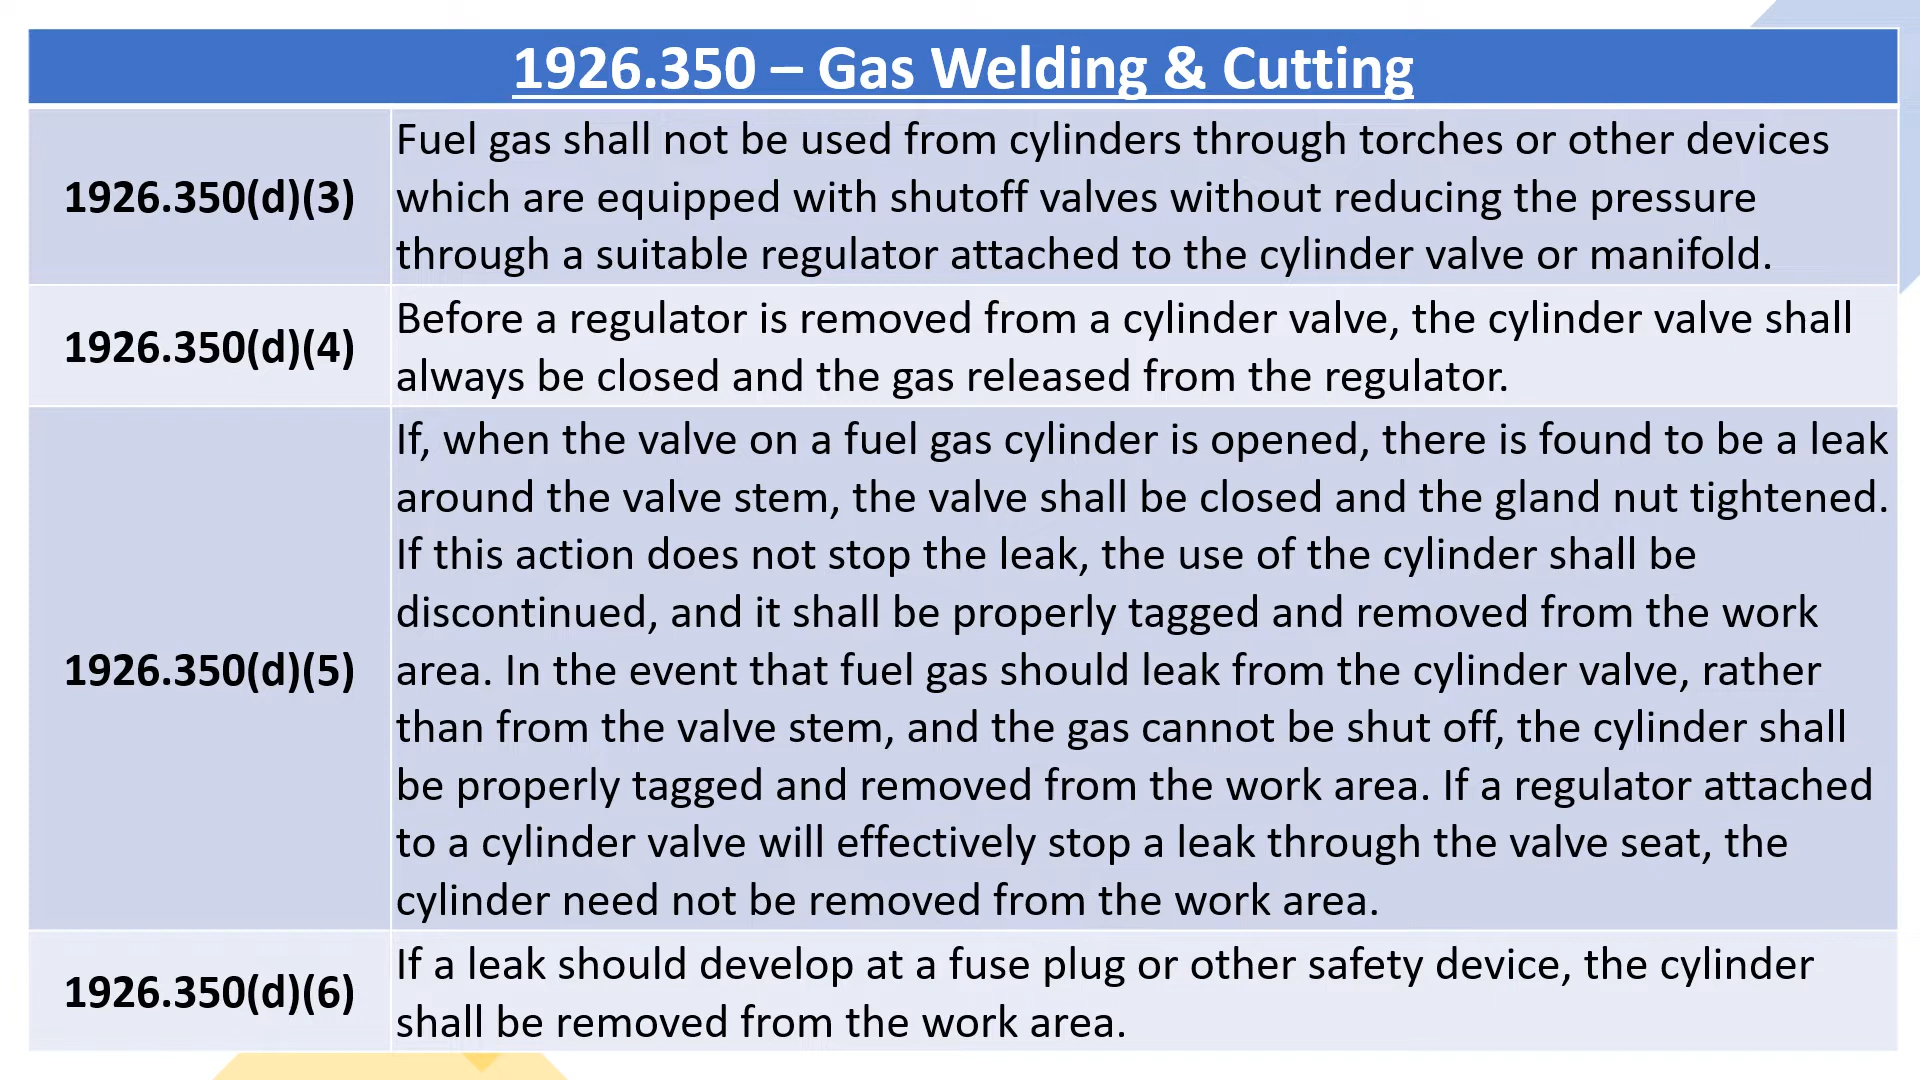 1926.350 – Gas Welding & Cutting
1926.350(d)(3)
Fuel gas shall not be used from cylinders through torches or other devices
which are equipped with shutoff valves without reducing the pressure
through a suitable regulator attached to the cylinder valve or manifold.
1926.350(d)(4)
Before a regulator is removed from a cylinder valve, the cylinder valve shall
always be closed and the gas released from the regulator.
1926.350(d)(5)
If, when the valve on a fuel gas cylinder is opened, there is found to be a leak
around the valve stem, the valve shall be closed and the gland nut tightened.
If this action does not stop the leak, the use of the cylinder shall be
discontinued, and it shall be properly tagged and removed from the work
area. In the event that fuel gas should leak from the cylinder valve, rather
than from the valve stem, and the gas cannot be shut off, the cylinder shall
be properly tagged and removed from the work area. If a regulator attached
to a cylinder valve will effectively stop a leak through the valve seat, the
cylinder need not be removed from the work area.
1926.350(d)(6)
If a leak should develop at a fuse plug or other safety device, the cylinder
shall be removed from the work area.